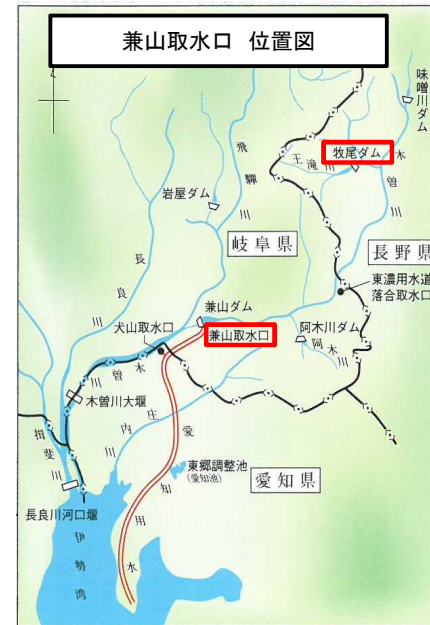 兼山取水口 位置図
味噌川ダム
牧尾ダム
王滝川
木曽川
飛騨川
岩屋ダム
岐阜県
長野県
長良川
東濃用水道
落合取水口
兼山ダム
犬山取水口
兼山取水口
阿木川ダム
阿木川
木曽川
木曽川大堰
庄内川
揖斐川
愛知用水
東郷調整池
(愛知池)
愛知県
長良川河口堰
伊勢湾